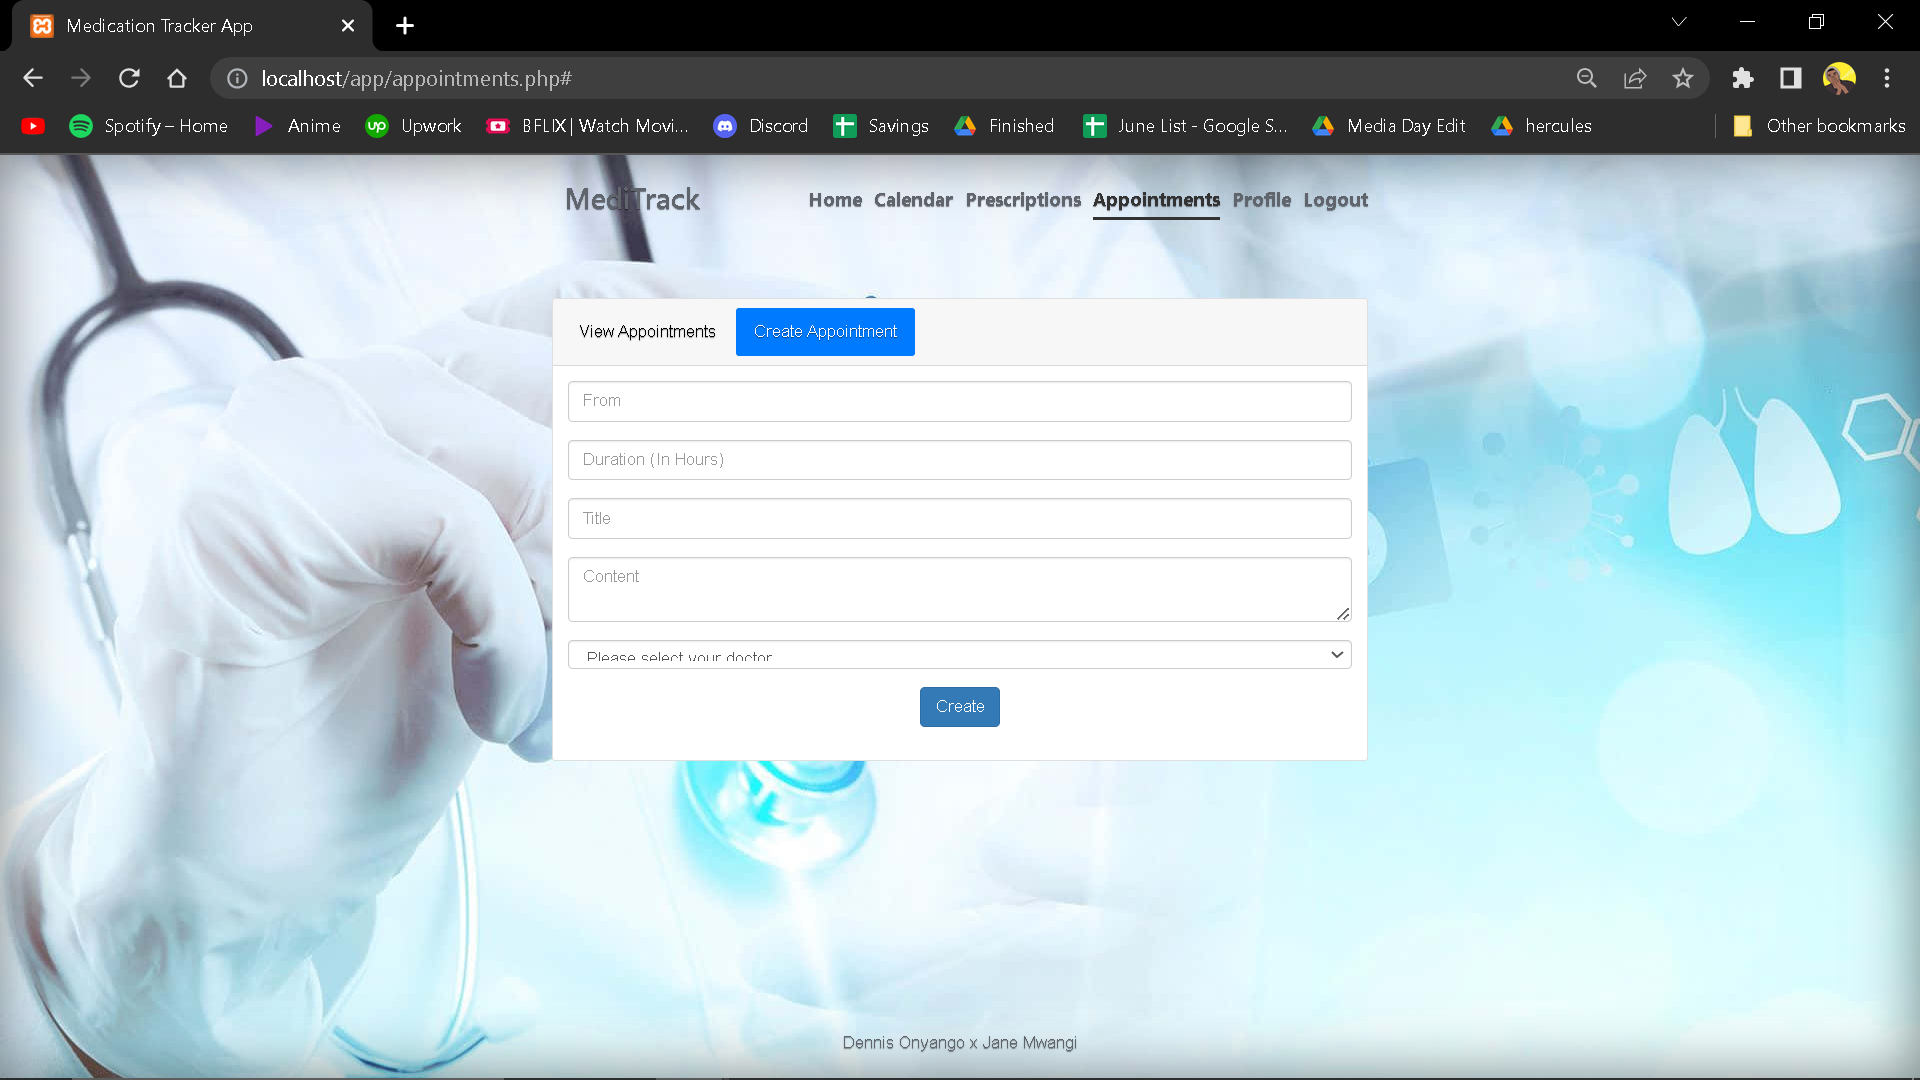 Medication Tracker App
localhost/app/appointments.php#
Spotify – Home Anime Upwork BFLIX | Watch Movi... Discord Savings Finished June List - Google S... Media Day Edit hercules Other bookmarks
MediTrack Home Calendar Prescriptions Appointments Profile Logout
View Appointments Create Appointment
From
Duration (In Hours)
Title
Content
Please select your doctor
Create
Dennis Onyango x Jane Mwangi